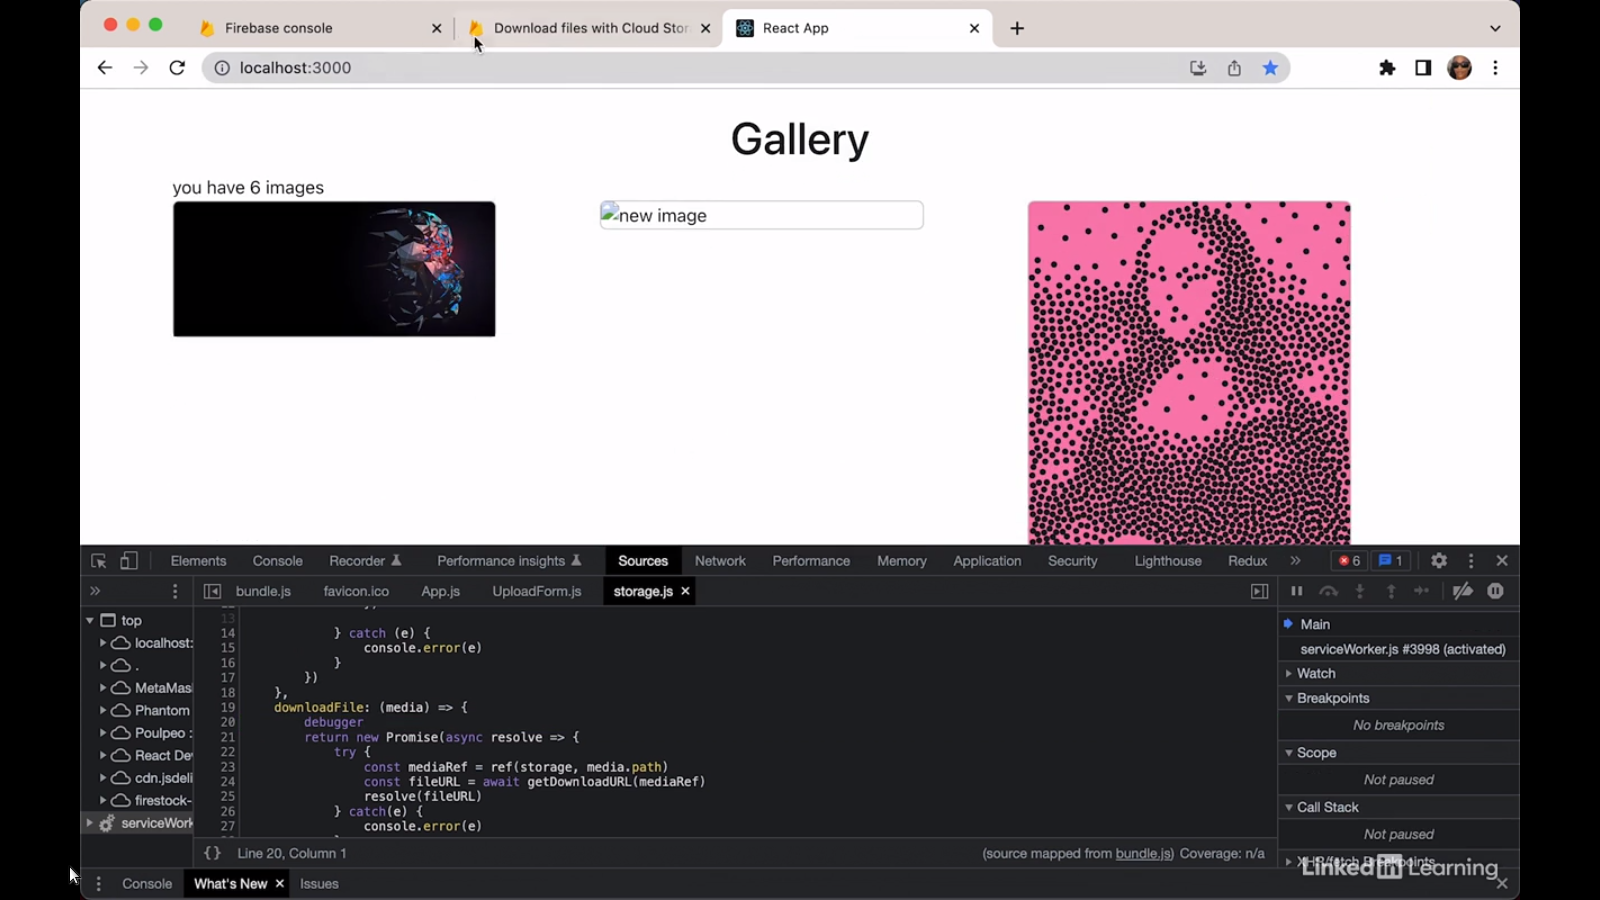 Firebase console
Download files with Cloud Stor
React App
localhost:3000
Gallery
you have 6 images
new image
Elements
Console
Recorder
Performance insights
Sources
Network
Performance
Memory
Application
Security
Lighthouse
Redux
»
6
1
»
bundle.js
favicon.ico
App.js
UploadForm.js
storage.js
top
localhost:
.
MetaMas
Phantom
Poulpeo :
React De
cdn.jsdeli
firestock-
serviceWork
13
14 } catch (e) {
15 console.error(e)
16 }
17 })
18 },
19 downloadFile: (media) => {
20 debugger
21 return new Promise(async resolve => {
22 try {
23 const mediaRef = ref(storage, media.path)
24 const fileURL = await getDownloadURL(mediaRef)
25 resolve(fileURL)
26 } catch(e) {
27 console.error(e)
{} Line 20, Column 1
(source mapped from bundle.js) Coverage: n/a
Main
serviceWorker.js #3998 (activated)
Watch
Breakpoints
No breakpoints
Scope
Not paused
Call Stack
Not paused
XHR/fetch Breakpoints
LinkedIn Learning
Console
What's New
Issues